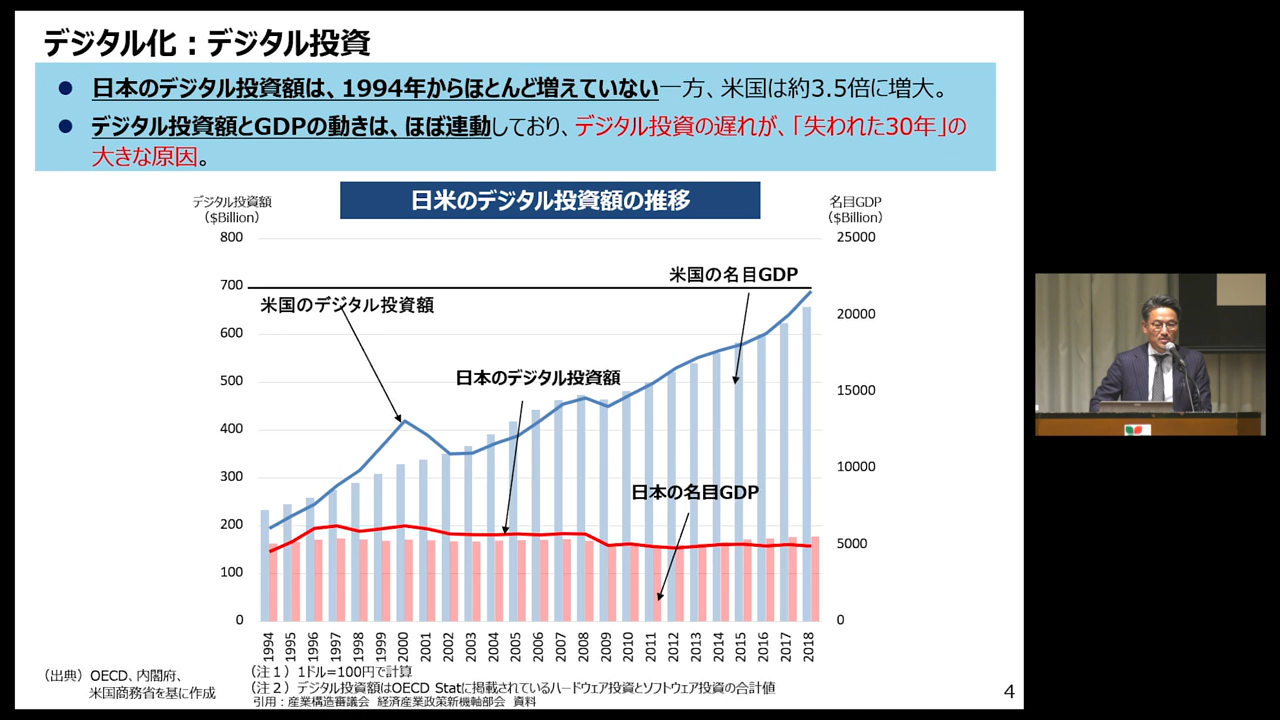 デジタル化：デジタル投資
● 日本のデジタル投資額は、1994年からほとんど増えていない一方、米国は約3.5倍に増大。
● デジタル投資額とGDPの動きは、ほぼ連動しており、デジタル投資の遅れが、「失われた30年」の
大きな原因。
日米のデジタル投資額の推移
デジタル投資額
（$Billion）
名目GDP
（$Billion）
800
700
600
500
400
300
200
100
0
25000
20000
15000
10000
5000
0
米国の名目GDP
米国のデジタル投資額
日本のデジタル投資額
日本の名目GDP
1994 1995 1996 1997 1998 1999 2000 2001 2002 2003 2004 2005 2006 2007 2008 2009 2010 2011 2012 2013 2014 2015 2016 2017 2018
（出典）OECD、内閣府、
米国商務省を基に作成
（注１）1ドル=100円で計算
（注２）デジタル投資額はOECD Statに掲載されているハードウェア投資とソフトウェア投資の合計値
引用：産業構造審議会 経済産業政策新機軸部会 資料
4